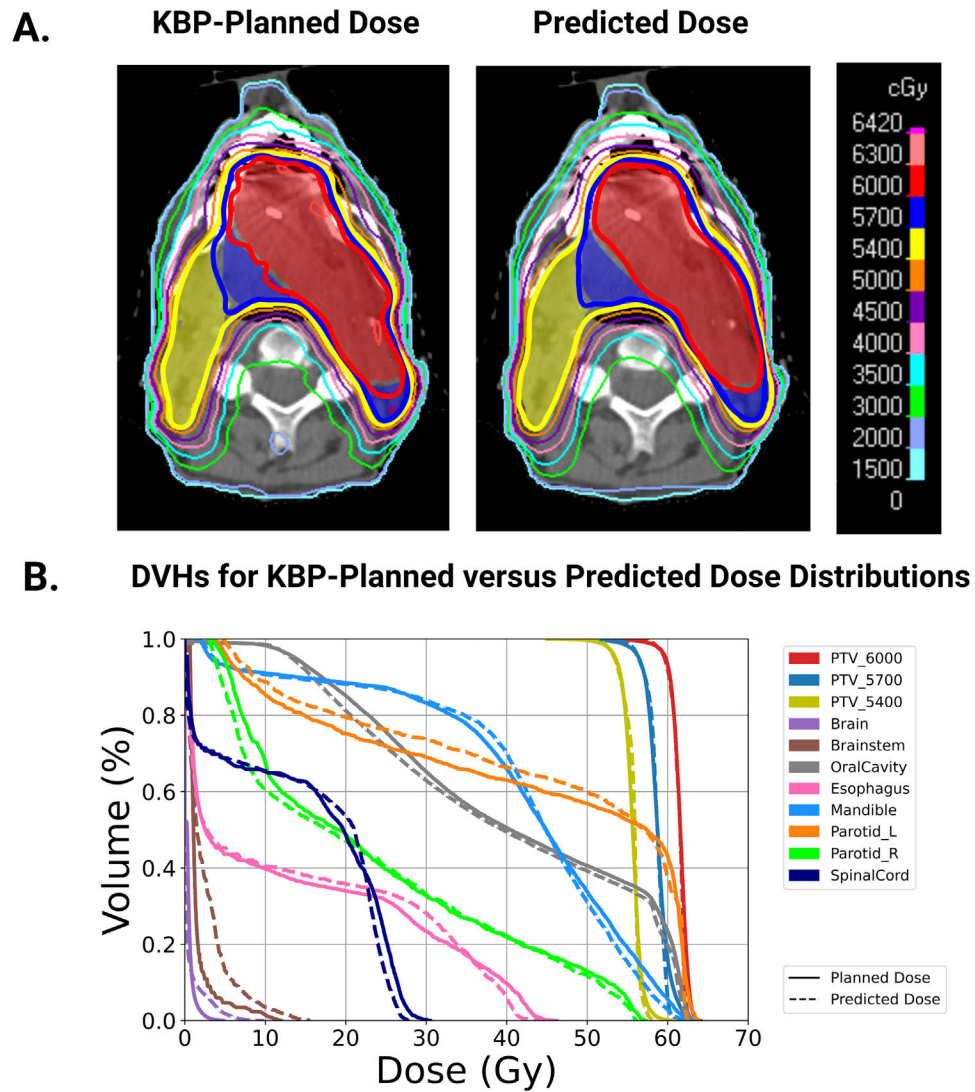 A.
KBP-Planned Dose
Predicted Dose
cGy
6420
6300
6000
5700
5400
5000
4500
4000
3500
3000
2000
1500
0
B.
DVHs for KBP-Planned versus Predicted Dose Distributions
Volume (%)
1.0
0.8
0.6
0.4
0.2
0.0
0
10
20
30
40
50
60
70
Dose (Gy)
PTV_6000
PTV_5700
PTV_5400
Brain
Brainstem
OralCavity
Esophagus
Mandible
Parotid_L
Parotid_R
SpinalCord
Planned Dose
Predicted Dose